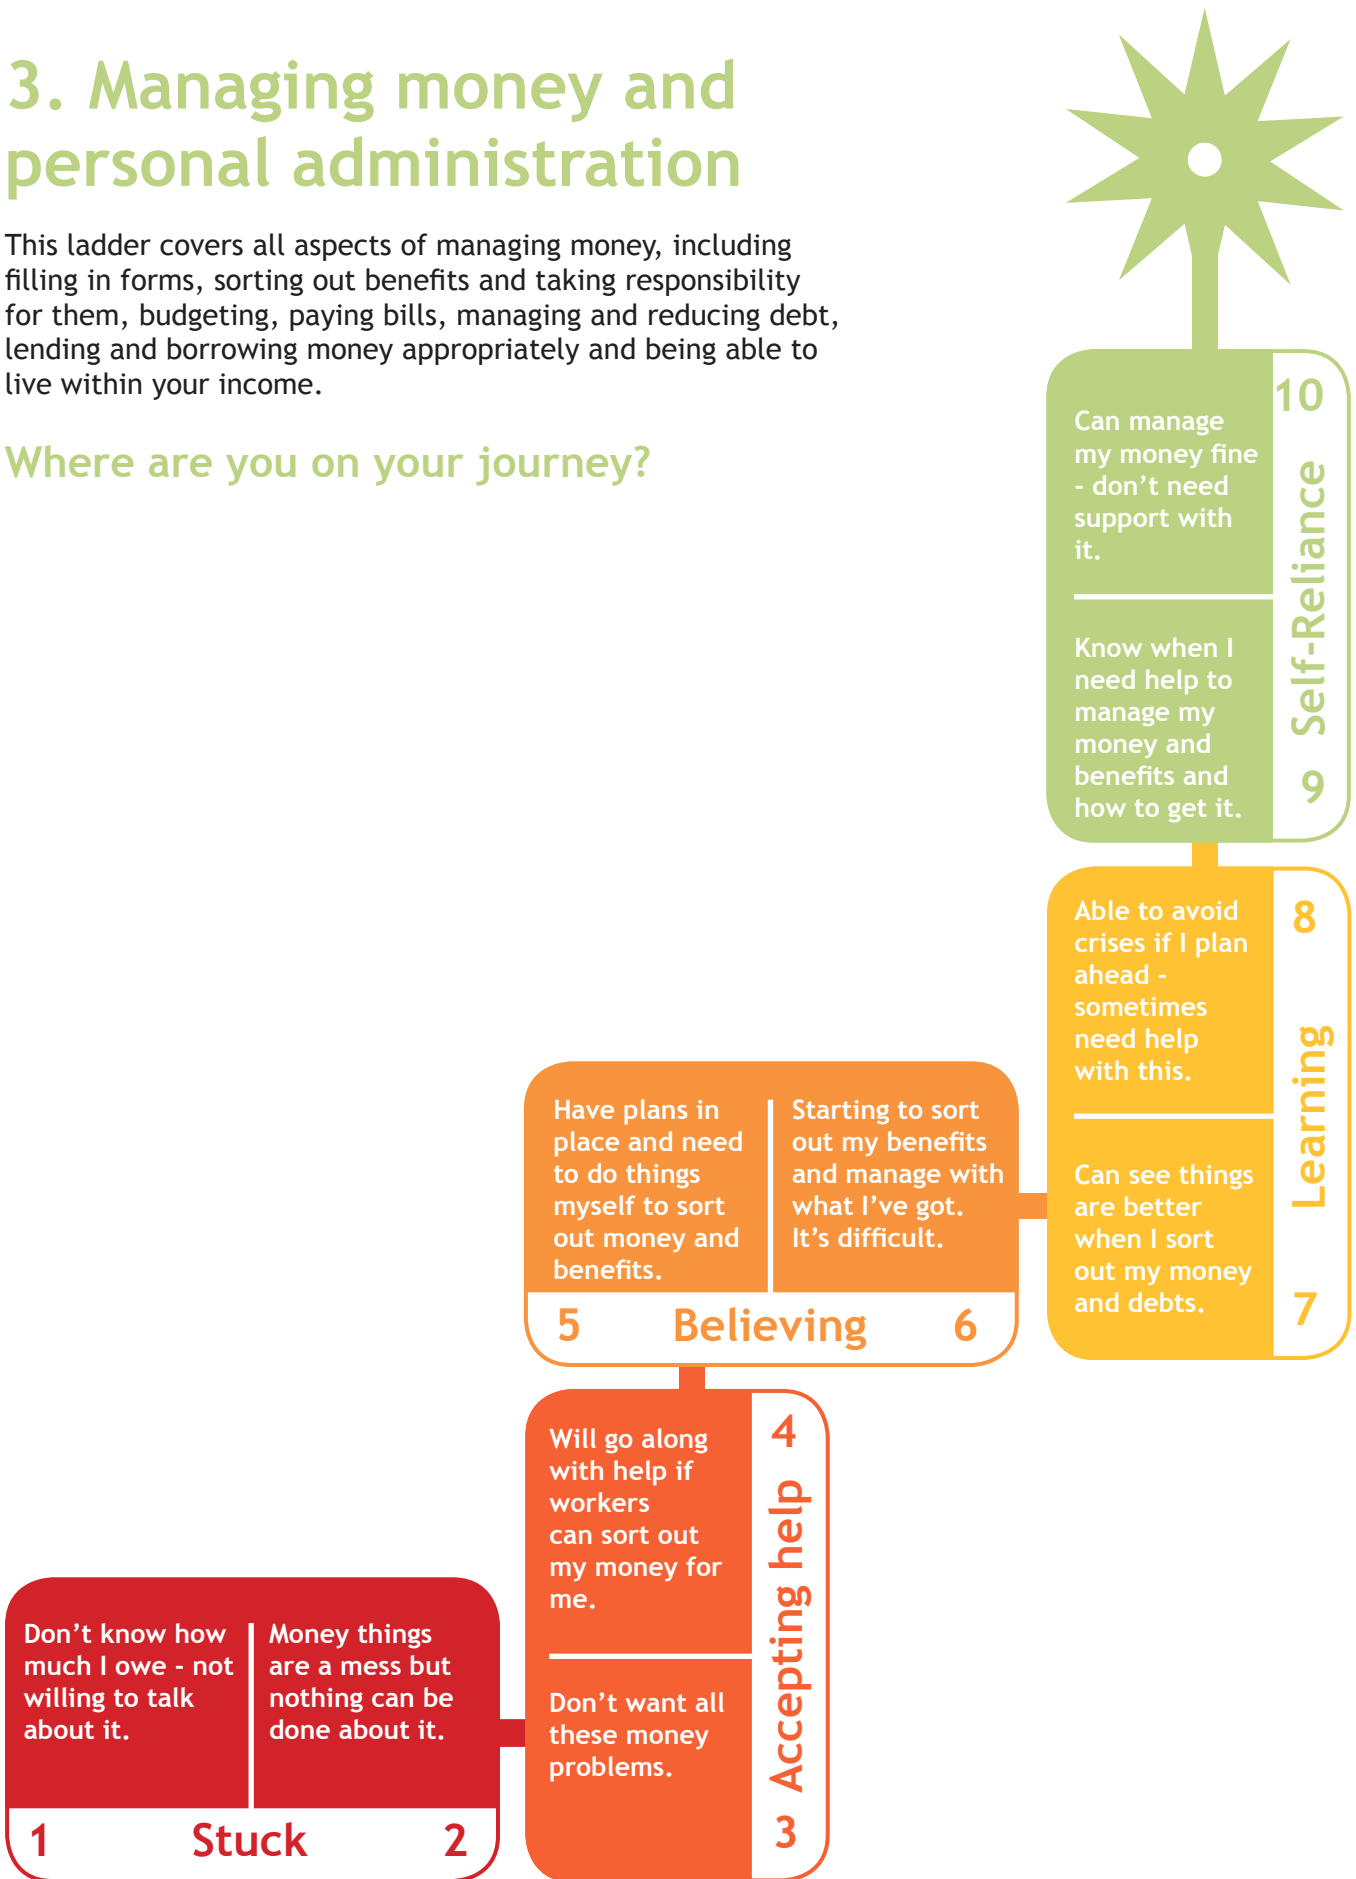 3. Managing money and
personal administration
This ladder covers all aspects of managing money, including
filling in forms, sorting out benefits and taking responsibility
for them, budgeting, paying bills, managing and reducing debt,
lending and borrowing money appropriately and being able to
live within your income.
Where are you on your journey?
10
Can manage
my money fine
- don’t need
support with
it.
Self-Reliance
Know when I
need help to
manage my
money and
benefits and
how to get it.
9
Able to avoid
crises if I plan
ahead -
sometimes
need help
with this.
8
Learning
Can see things
are better
when I sort
out my money
and debts.
7
Have plans in
place and need
to do things
myself to sort
out money and
benefits.
Starting to sort
out my benefits
and manage with
what I’ve got.
It’s difficult.
5 Believing 6
Will go along
with help if
workers
can sort out
my money for
me.
4
Accepting help
Don’t want all
these money
problems.
3
Don’t know how
much I owe - not
willing to talk
about it.
Money things
are a mess but
nothing can be
done about it.
1 Stuck 2